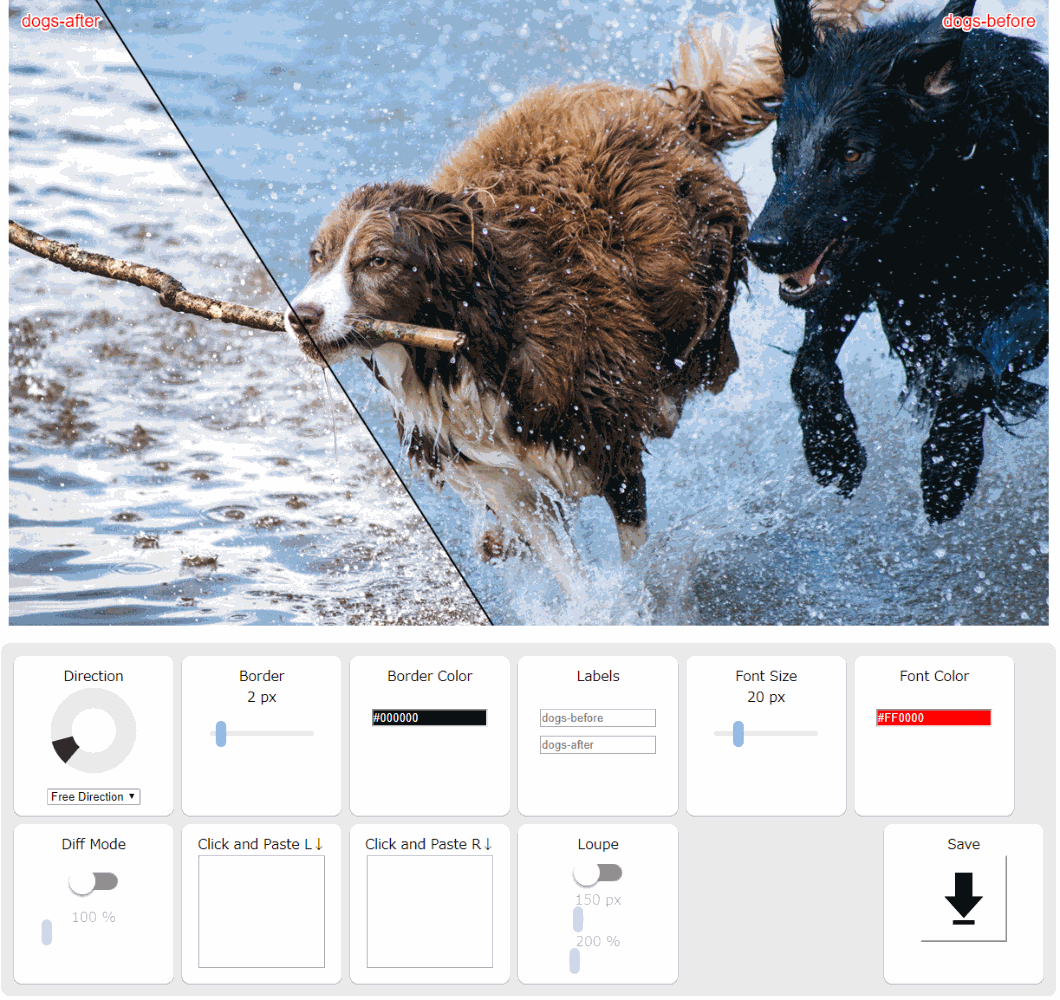 dogs-after
dogs-before
Direction
Free Direction ▼
Border
2 px
Border Color
#000000
Labels
dogs-before
dogs-after
Font Size
20 px
Font Color
#FF0000
Diff Mode
100 %
Click and Paste L↓
Click and Paste R↓
Loupe
150 px
200 %
Save